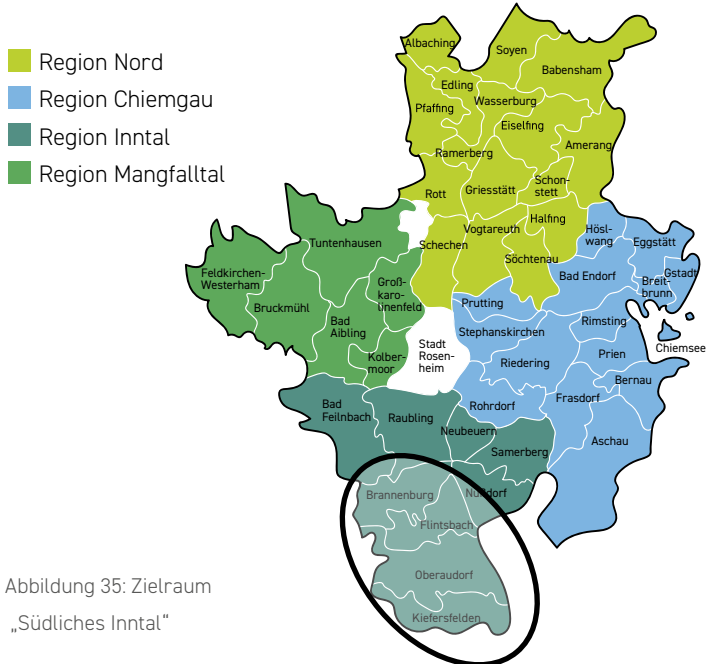 Region Nord
Region Chiemgau
Region Inntal
Region Mangfalltal
Albaching
Soyen
Babensham
Edling
Wasserburg
Pfaffing
Eiselfing
Amerang
Ramerberg
Rott
Griesstätt
Schon-
stett
Halfing
Vogtareuth
Schechen
Söchtenau
Hösl-
wang
Eggstätt
Gstadt
Breit-
brunn
Bad Endorf
Tuntenhausen
Feldkirchen-
Westerham
Bruckmühl
Groß-
karo-
linenfeld
Bad
Aibling
Kolber-
moor
Stadt
Rosen-
heim
Prutting
Stephanskirchen
Rimsting
Chiemsee
Riedering
Prien
Bernau
Rohrdorf
Frasdorf
Aschau
Bad
Feilnbach
Raubling
Neubeuern
Samerberg
Brannenburg
Nußdorf
Flintsbach
Oberaudorf
Kiefersfelden
Abbildung 35: Zielraum
„Südliches Inntal“